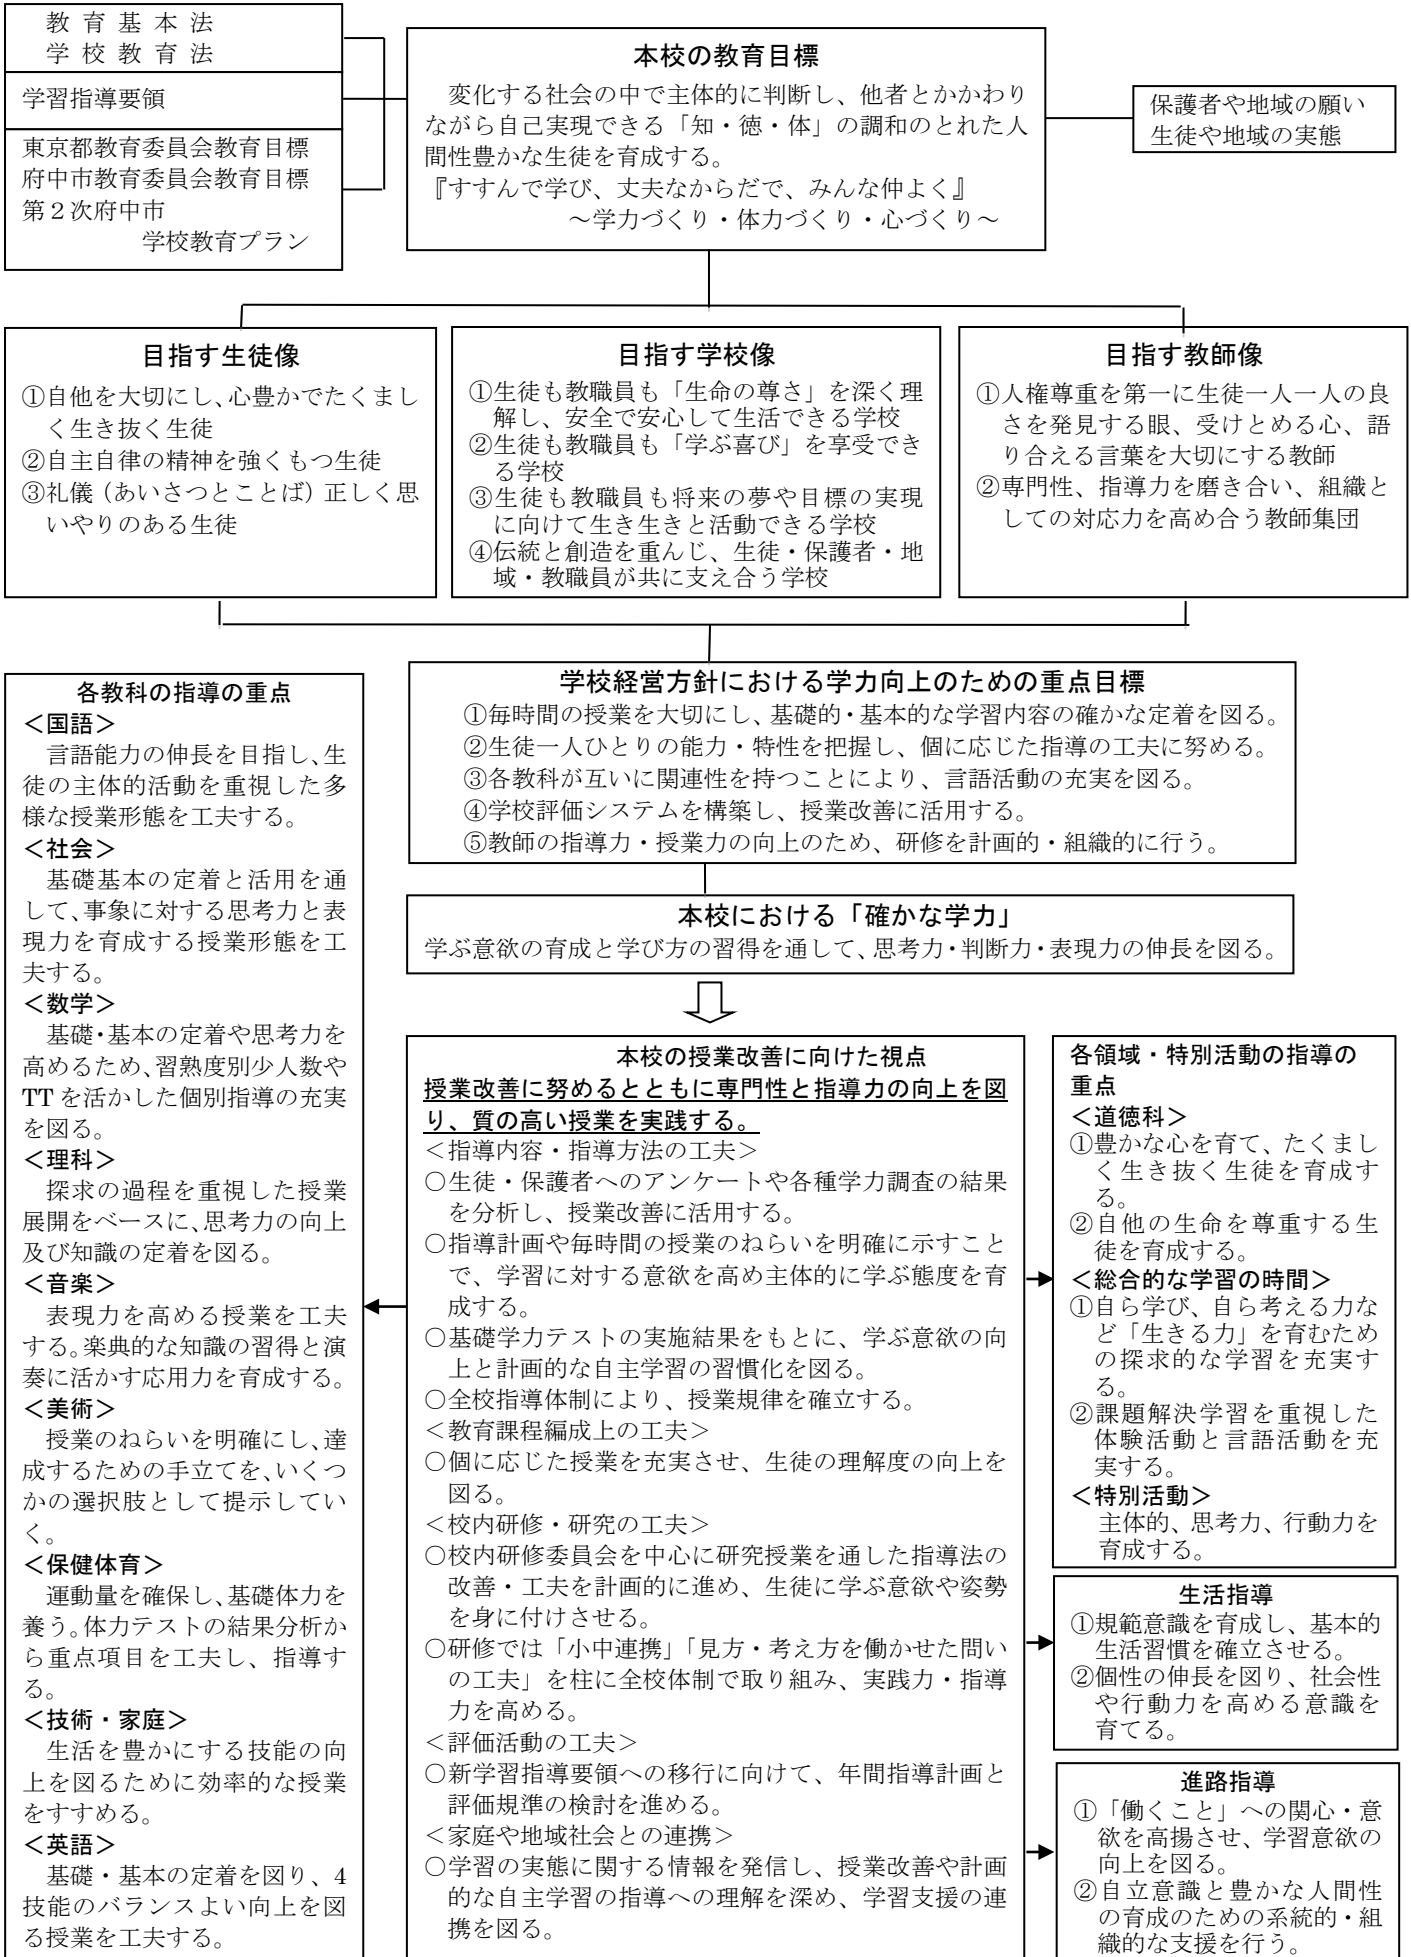 教育基本法
学校教育法
学習指導要領
東京都教育委員会教育目標
府中市教育委員会教育目標
第２次府中市
学校教育プラン
本校の教育目標
変化する社会の中で主体的に判断し、他者とかかわり
ながら自己実現できる「知・徳・体」の調和のとれた人
間性豊かな生徒を育成する。
『すすんで学び、丈夫なからだで、みんな仲よく』
～学力づくり・体力づくり・心づくり～
保護者や地域の願い
生徒や地域の実態
目指す生徒像
①自他を大切にし、心豊かでたくまし
く生き抜く生徒
②自主自律の精神を強くもつ生徒
③礼儀（あいさつとことば）正しく思
いやりのある生徒
目指す学校像
①生徒も教職員も「生命の尊さ」を深く理
解し、安全で安心して生活できる学校
②生徒も教職員も「学ぶ喜び」を享受でき
る学校
③生徒も教職員も将来の夢や目標の実現
に向けて生き生きと活動できる学校
④伝統と創造を重んじ、生徒・保護者・地
域・教職員が共に支え合う学校
目指す教師像
①人権尊重を第一に生徒一人一人の良
さを発見する眼、受けとめる心、語
り合える言葉を大切にする教師
②専門性、指導力を磨き合い、組織と
しての対応力を高め合う教師集団
学校経営方針における学力向上のための重点目標
①毎時間の授業を大切にし、基礎的・基本的な学習内容の確かな定着を図る。
②生徒一人ひとりの能力・特性を把握し、個に応じた指導の工夫に努める。
③各教科が互いに関連性を持つことにより、言語活動の充実を図る。
④学校評価システムを構築し、授業改善に活用する。
⑤教師の指導力・授業力の向上のため、研修を計画的・組織的に行う。
本校における「確かな学力」
学ぶ意欲の育成と学び方の習得を通して、思考力・判断力・表現力の伸長を図る。
各教科の指導の重点
＜国語＞
言語能力の伸長を目指し、生
徒の主体的活動を重視した多
様な授業形態を工夫する。
＜社会＞
基礎基本の定着と活用を通
して、事象に対する思考力と表
現力を育成する授業形態を工
夫する。
＜数学＞
基礎・基本の定着や思考力を
高めるため、習熟度別少人数や
TT を活かした個別指導の充実
を図る。
＜理科＞
探求の過程を重視した授業
展開をベースに、思考力の向上
及び知識の定着を図る。
＜音楽＞
表現力を高める授業を工夫
する。楽典的な知識の習得と演
奏に活かす応用力を育成する。
＜美術＞
授業のねらいを明確にし、達
成するための手立てを、いくつ
かの選択肢として提示してい
く。
＜保健体育＞
運動量を確保し、基礎体力を
養う。体力テストの結果分析か
ら重点項目を工夫し、指導す
る。
＜技術・家庭＞
生活を豊かにする技能の向
上を図るために効率的な授業
をすすめる。
＜英語＞
基礎・基本の定着を図り、4
技能のバランスよい向上を図
る授業を工夫する。
本校の授業改善に向けた視点
授業改善に努めるとともに専門性と指導力の向上を図
り、質の高い授業を実践する。
＜指導内容・指導方法の工夫＞
○生徒・保護者へのアンケートや各種学力調査の結果
を分析し、授業改善に活用する。
○指導計画や毎時間の授業のねらいを明確に示すこと
で、学習に対する意欲を高め主体的に学ぶ態度を育
成する。
○基礎学力テストの実施結果をもとに、学ぶ意欲の向
上と計画的な自主学習の習慣化を図る。
○全校指導体制により、授業規律を確立する。
＜教育課程編成上の工夫＞
○個に応じた授業を充実させ、生徒の理解度の向上を
図る。
＜校内研修・研究の工夫＞
○校内研修委員会を中心に研究授業を通した指導法の
改善・工夫を計画的に進め、生徒に学ぶ意欲や姿勢
を身に付けさせる。
○研修では「小中連携」「見方・考え方を働かせた問い
の工夫」を柱に全校体制で取り組み、実践力・指導
力を高める。
＜評価活動の工夫＞
○新学習指導要領への移行に向けて、年間指導計画と
評価規準の検討を進める。
＜家庭や地域社会との連携＞
○学習の実態に関する情報を発信し、授業改善や計画
的な自主学習の指導への理解を深め、学習支援の連
携を図る。
各領域・特別活動の指導の
重点
＜道徳科＞
①豊かな心を育て、たくまし
く生き抜く生徒を育成す
る。
②自他の生命を尊重する生
徒を育成する。
＜総合的な学習の時間＞
①自ら学び、自ら考える力な
ど「生きる力」を育むため
の探求的な学習を充実す
る。
②課題解決学習を重視した
体験活動と言語活動を充
実する。
＜特別活動＞
主体的、思考力、行動力を
育成する。
生活指導
①規範意識を育成し、基本的
生活習慣を確立させる。
②個性の伸長を図り、社会性
や行動力を高める意識を
育てる。
進路指導
①「働くこと」への関心・意
欲を高揚させ、学習意欲の
向上を図る。
②自立意識と豊かな人間性
の育成のための系統的・組
織的な支援を行う。